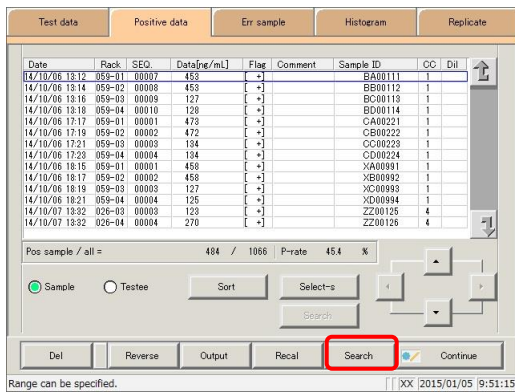 Test data Positive data Err sample Histogram Replicate
Date Rack SEQ. Data[ng/mL] Flag Comment Sample ID CC Dil
14/10/06 13:12 059-01 00007 453 [ +] BA00111 1
14/10/06 13:14 059-02 00008 453 [ +] BB00112 1
14/10/06 13:16 059-03 00009 127 [ +] BC00113 1
14/10/06 13:18 059-04 00010 128 [ +] BD00114 1
14/10/06 17:17 059-01 00001 473 [ +] CA00221 1
14/10/06 17:19 059-02 00002 472 [ +] CB00222 1
14/10/06 17:21 059-03 00003 134 [ +] CC00223 1
14/10/06 17:23 059-04 00004 134 [ +] CD00224 1
14/10/06 18:15 059-01 00001 458 [ +] XA00991 1
14/10/06 18:17 059-02 00002 458 [ +] XB00992 1
14/10/06 18:19 059-03 00003 127 [ +] XC00993 1
14/10/06 18:21 059-04 00004 125 [ +] XD00994 1
14/10/07 13:32 026-03 00003 123 [ +] ZZ00125 4
14/10/07 13:32 026-04 00004 270 [ +] ZZ00126 4
Pos sample / all = 484 / 1066 P-rate 45.4 %
Sample Testee Sort Select-s
Search
Del Reverse Output Recal Search Continue
Range can be specified. XX 2015/01/05 9:51:15